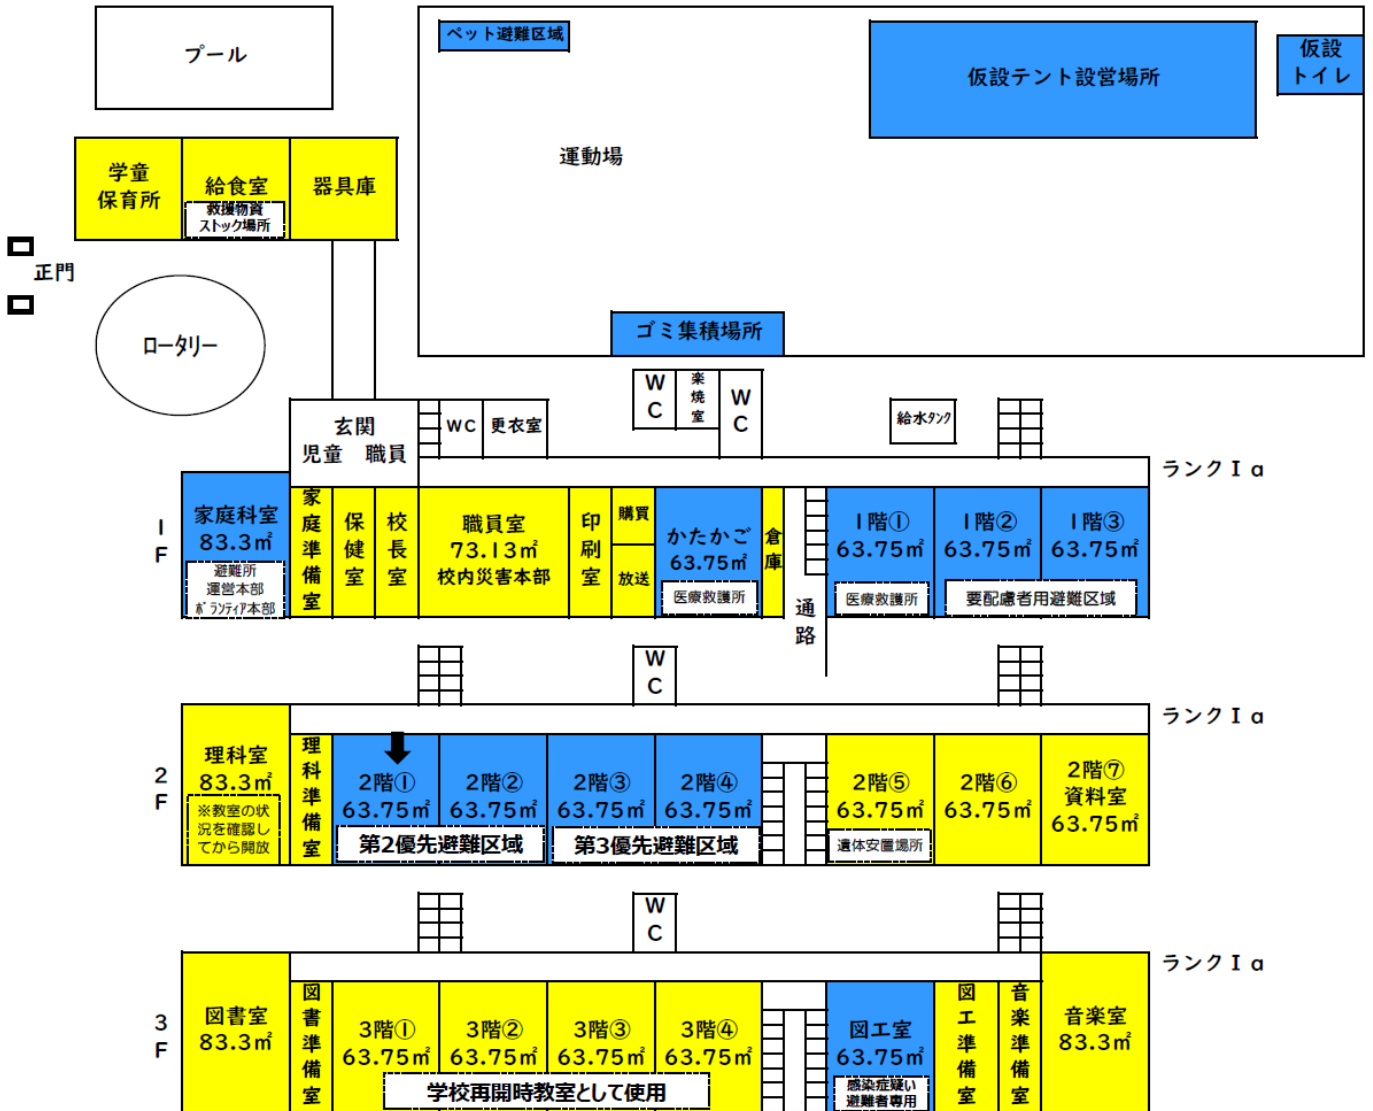 プール
ペット避難区域
仮設テント設営場所
仮設
トイレ
運動場
学童
保育所
給食室
救援物資
ストック場所
器具庫
正門
ロータリー
ゴミ集積場所
WC
楽焼室
WC
給水タンク
玄関
児童 職員
WC
更衣室
ランクⅠa
1F
家庭科室
83.3㎡
避難所
運営本部
ボランティア本部
家庭準備室
保健室
校長室
職員室
73.13㎡
校内災害本部
印刷室
購買
放送
かたかご
63.75㎡
医療救護所
倉庫
通路
1階①
63.75㎡
医療救護所
1階②
63.75㎡
1階③
63.75㎡
要配慮者用避難区域
WC
ランクⅠa
2F
理科室
83.3㎡
※教室の状
況を確認し
てから開放
理科準備室
2階①
63.75㎡
2階②
63.75㎡
第2優先避難区域
2階③
63.75㎡
2階④
63.75㎡
第3優先避難区域
2階⑤
63.75㎡
遺体安置場所
2階⑥
63.75㎡
2階⑦
資料室
63.75㎡
WC
ランクⅠa
3F
図書室
83.3㎡
図書準備室
3階①
63.75㎡
3階②
63.75㎡
3階③
63.75㎡
3階④
63.75㎡
学校再開時教室として使用
図工室
63.75㎡
感染症疑い
避難者専用
図工準備室
音楽準備室
音楽室
83.3㎡